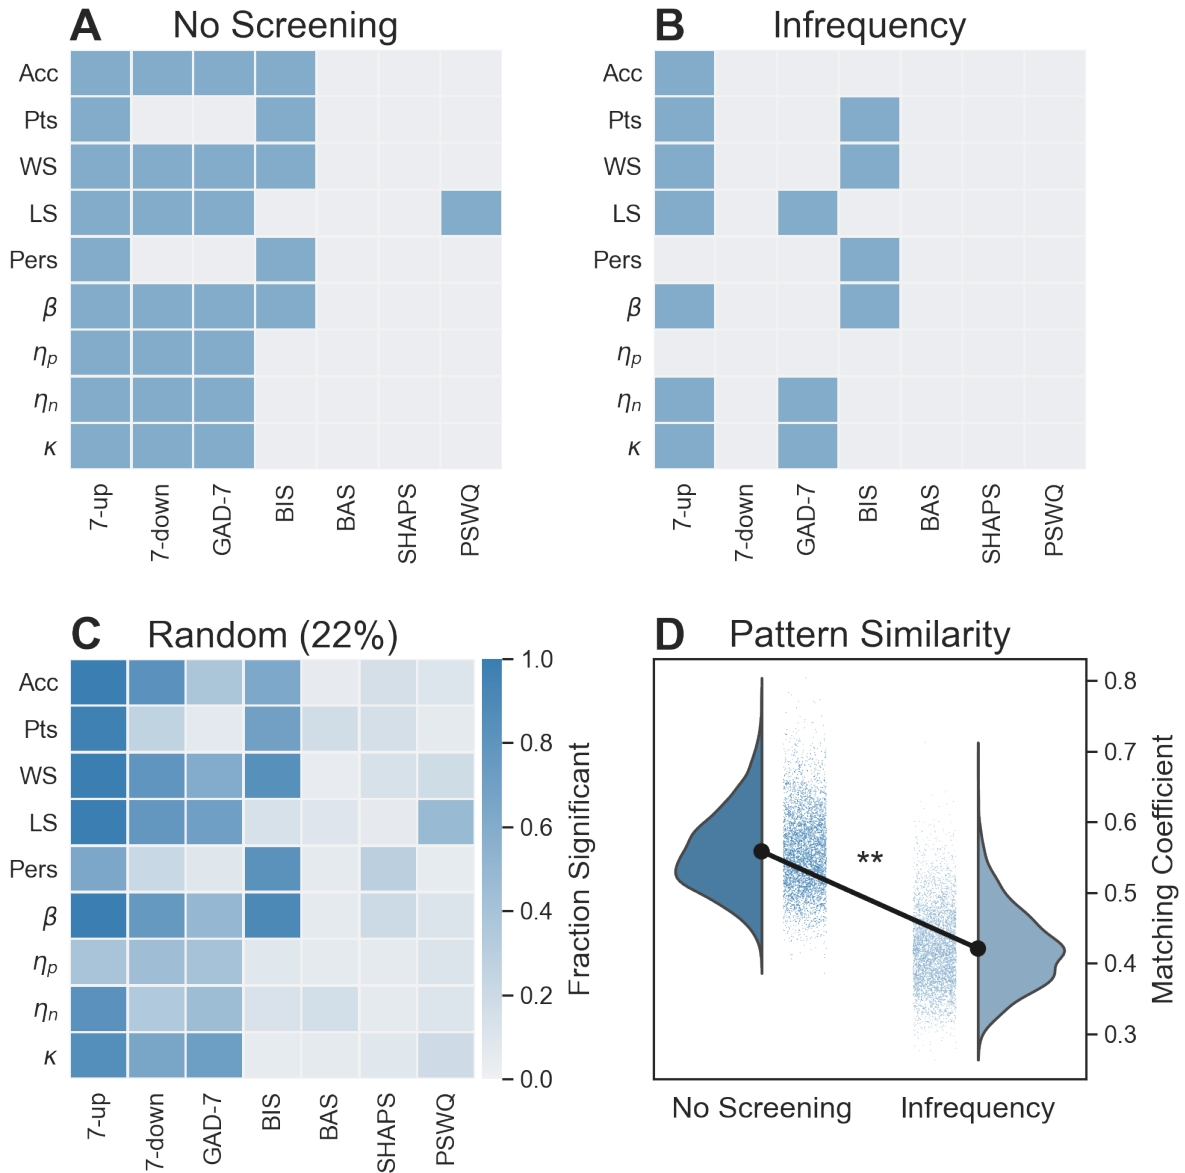 A No Screening
Acc
Pts
WS
LS
Pers
β
ηp
ηn
κ
7-up
7-down
GAD-7
BIS
BAS
SHAPS
PSWQ
B Infrequency
Acc
Pts
WS
LS
Pers
β
ηp
ηn
κ
7-up
7-down
GAD-7
BIS
BAS
SHAPS
PSWQ
C Random (22%)
Acc
Pts
WS
LS
Pers
β
ηp
ηn
κ
7-up
7-down
GAD-7
BIS
BAS
SHAPS
PSWQ
1.0
0.8
0.6
0.4
0.2
0.0
Fraction Significant
D Pattern Similarity
**
0.8
0.7
0.6
0.5
0.4
0.3
Matching Coefficient
No Screening
Infrequency